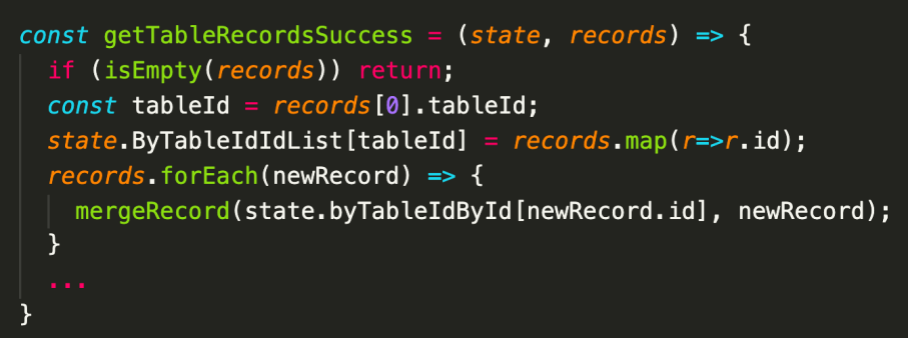 const getTableRecordsSuccess = (state, records) => {
if (isEmpty(records)) return;
const tableId = records[0].tableId;
state.ByTableIdIdList[tableId] = records.map(r=>r.id);
records.forEach(newRecord) => {
mergeRecord(state.byTableIdById[newRecord.id], newRecord);
}
...
}